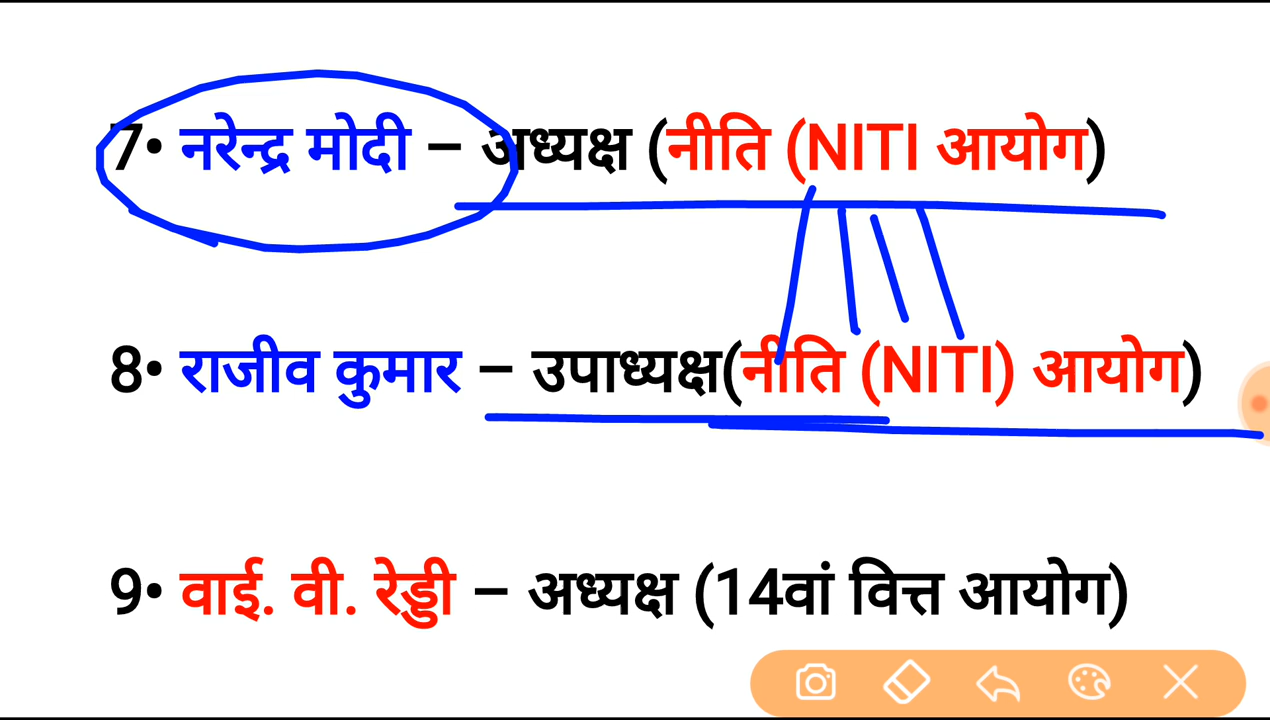 7• नरेन्द्र मोदी – अध्यक्ष (नीति (NITI आयोग)
8• राजीव कुमार – उपाध्यक्ष(नीति (NITI) आयोग)
9• वाई. वी. रेड्डी – अध्यक्ष (14वां वित्त आयोग)